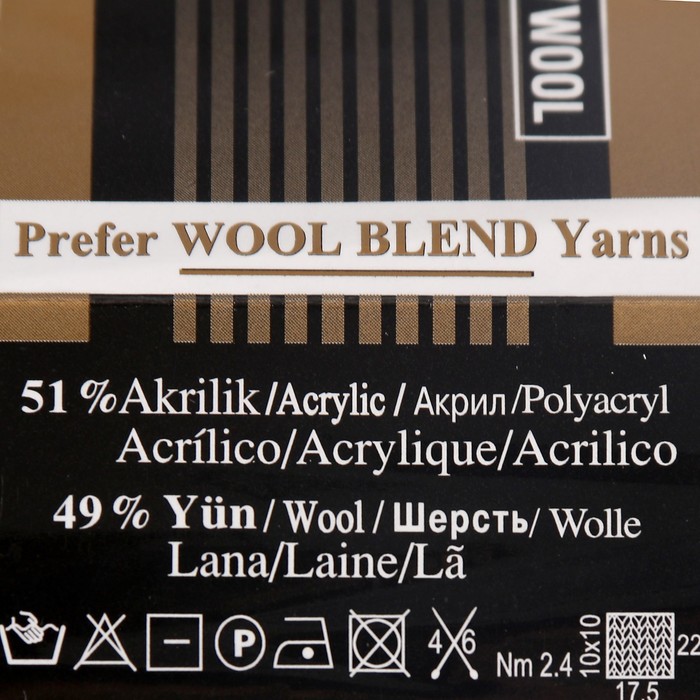 WOOL
Prefer WOOL BLEND Yarns
51 % Akrilik/Acrylic / Акрил/Polyacryl
Acrílico/Acrylique/Acrilico
49 % Yün / Wool / Шерсть/ Wolle
Lana/Laine/Lã
P 4 6 Nm 2.4 10x10 22
17.5